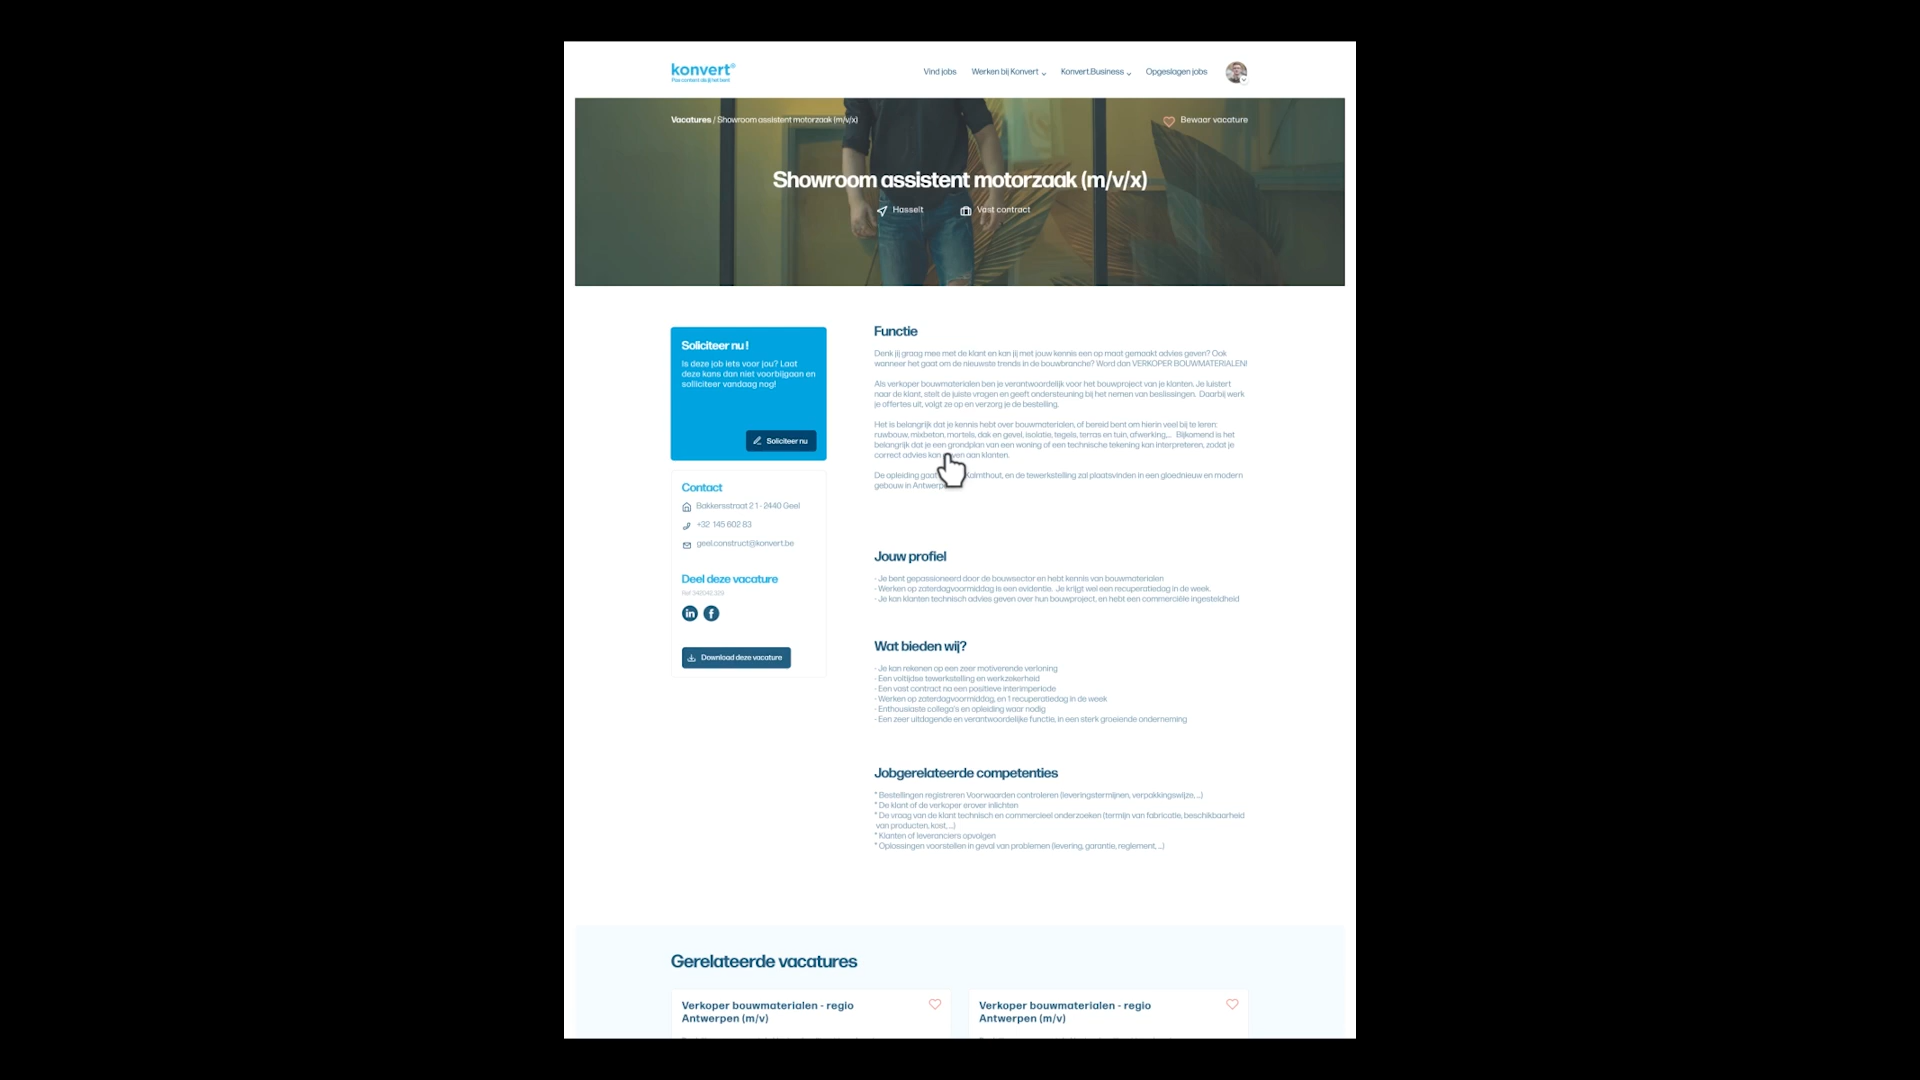 konvert®
Vind jobs
Werken bij Konvert
Konvert.Business
Opgeslagen jobs
Vacatures / Showroom assistent motorzaak (m/v/x)
Bewaar vacature
Showroom assistent motorzaak (m/v/x)
Hasselt
Vast contract
Soliciteer nu !
Is deze job iets voor jou? Laat
deze kans dan niet voorbijgaan en
solliciteer vandaag nog!
Soliciteer nu
Contact
Bakkersstraat 2 1 - 2440 Geel
+32 145 602 83
geel.construct@konvert.be
Deel deze vacature
Download deze vacature
Functie
Denk jij graag mee met de klant en kan jij met jouw kennis een op maat gemaakt advies geven? Ook
wanneer het gaat om de nieuwste trends in de bouwbranche? Word dan VERKOPER BOUWMATERIALEN!
Als verkoper bouwmaterialen ben je verantwoordelijk voor het bouwproject van je klanten. Je luistert
naar de klant, stelt de juiste vragen en geeft ondersteuning bij het nemen van beslissingen. Daarbij werk
je offertes uit, volgt ze op en verzorg je de bestelling.
Het is belangrijk dat je kennis hebt over bouwmaterialen, of bereid bent om hierin veel bij te leren:
ruwbouw, mixbeton, mortels, dak en gevel, isolatie, tegels, terras en tuin, afwerking,... Bijkomend is het
belangrijk dat je een grondplan van een woning of een technische tekening kan interpreteren, zodat je
correct advies kan aan klanten.
De opleiding gaat Kalmthout, en de tewerkstelling zal plaatsvinden in een gloednieuw en modern
gebouw in
Jouw profiel
- Je bent gepassioneerd door de bouwsector en hebt kennis van bouwmaterialen
- Werken op zaterdagvoormiddag is een evidentie. Je krijgt wel een recuperatiedag in de week.
- Je kan klanten technisch advies geven over hun bouwproject, en hebt een commerciële ingesteldheid
Wat bieden wij?
- Je kan rekenen op een zeer motiverende verloning
- Een voltijdse tewerkstelling en werkzekerheid
- Een vast contract na een positieve interimperiode
- Werken op zaterdagvoormiddag, en 1 recuperatiedag in de week
- Enthousiaste collega's en opleiding waar nodig
- Een zeer uitdagende en verantwoordelijke functie, in een sterk groeiende onderneming
Jobgerelateerde competenties
* Bestellingen registreren Voorwaarden controleren (leveringstermijnen, verpakkingswijze, ...)
* De klant of de verkoper erover inlichten
* De vraag van de klant technisch en commercieel onderzoeken (termijn van fabricatie, beschikbaarheid
van producten, kost, ...)
* Klanten of leveranciers opvolgen
* Oplossingen voorstellen in geval van problemen (levering, garantie, reglement, ...)
Gerelateerde vacatures
Verkoper bouwmaterialen - regio
Antwerpen (m/v)
Verkoper bouwmaterialen - regio
Antwerpen (m/v)